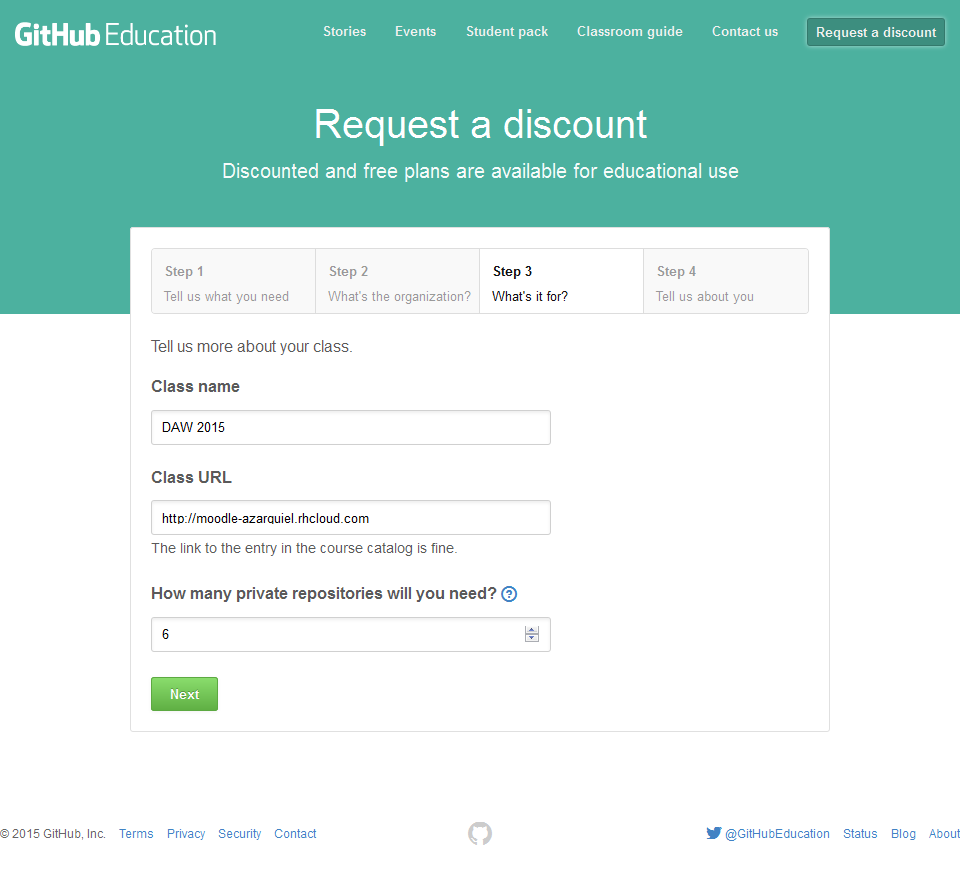 GitHub Education
Stories Events Student pack Classroom guide Contact us Request a discount
Request a discount
Discounted and free plans are available for educational use
Step 1 Step 2 Step 3 Step 4
Tell us what you need What's the organization? What's it for? Tell us about you
Tell us more about your class.
Class name
DAW 2015
Class URL
http://moodle-azarquiel.rhcloud.com
The link to the entry in the course catalog is fine.
How many private repositories will you need? ?
6
Next
© 2015 GitHub, Inc. Terms Privacy Security Contact @GitHubEducation Status Blog About